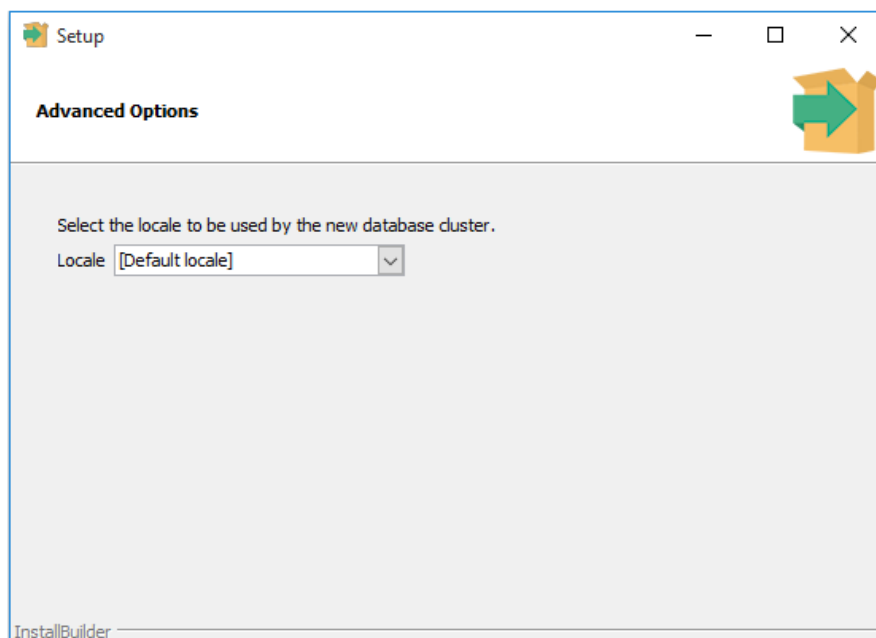 Setup
Advanced Options
Select the locale to be used by the new database cluster.
Locale [Default locale]
InstallBuilder